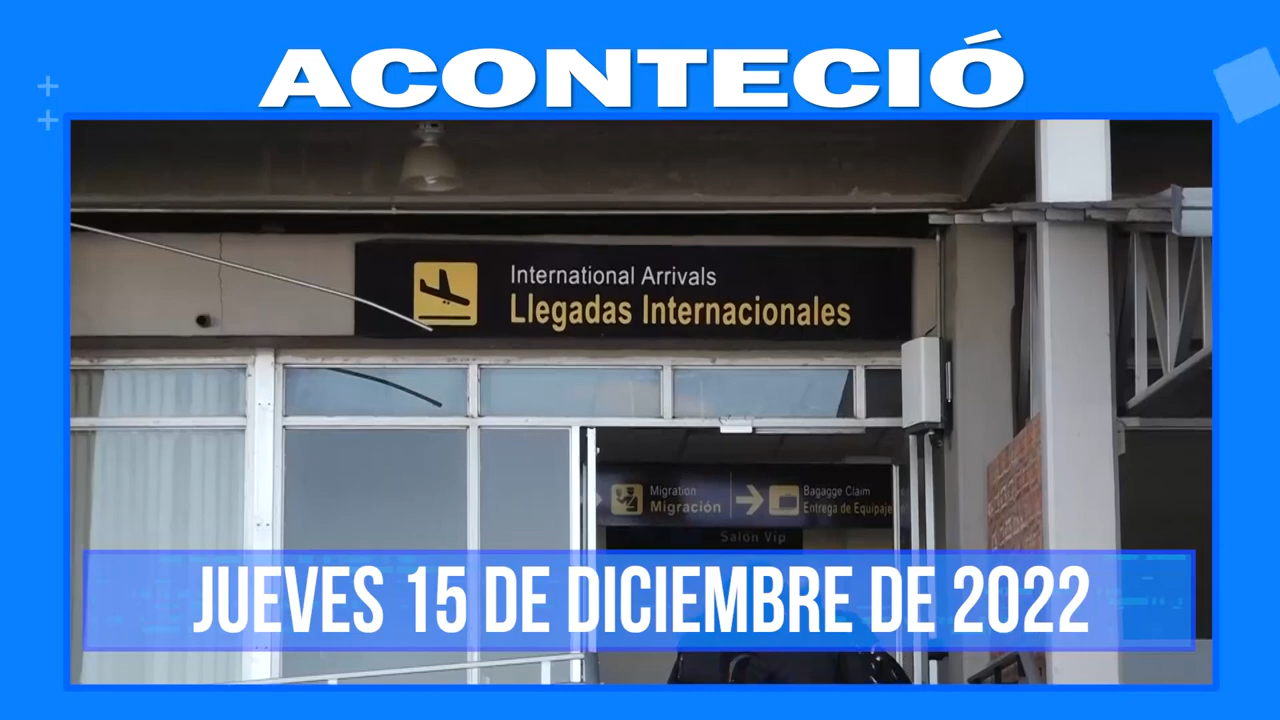 ACONTECIÓ
International Arrivals
Llegadas Internacionales
Migration
Migración
Bagagge Claim
Entrega de Equipaje
Salón Vip
JUEVES 15 DE DICIEMBRE DE 2022